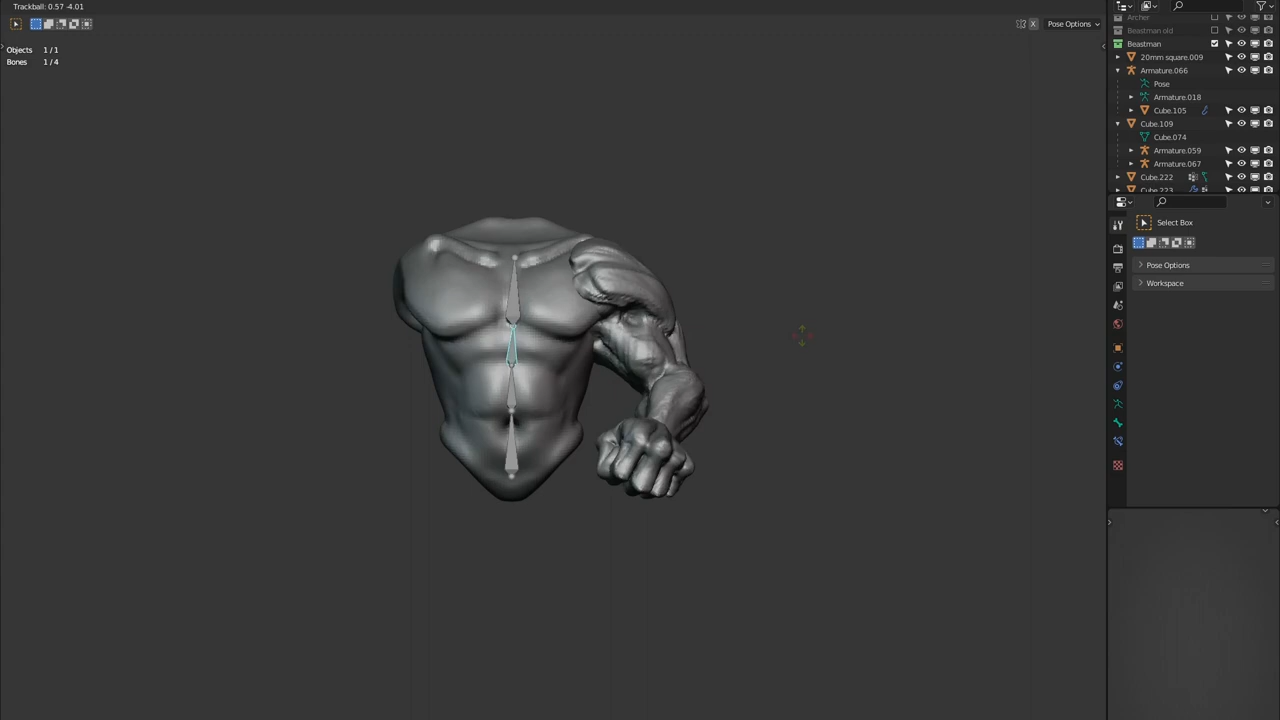 Trackball: 0.57 -4.01
X
Pose Options
Objects 1 / 1
Bones 1 / 4
Archer
Beastman old
Beastman
20mm square.009
Armature.066
Pose
Armature.018
Cube.105
Cube.109
Cube.074
Armature.059
Armature.067
Cube.222
Cube.223
Select Box
Pose Options
Workspace